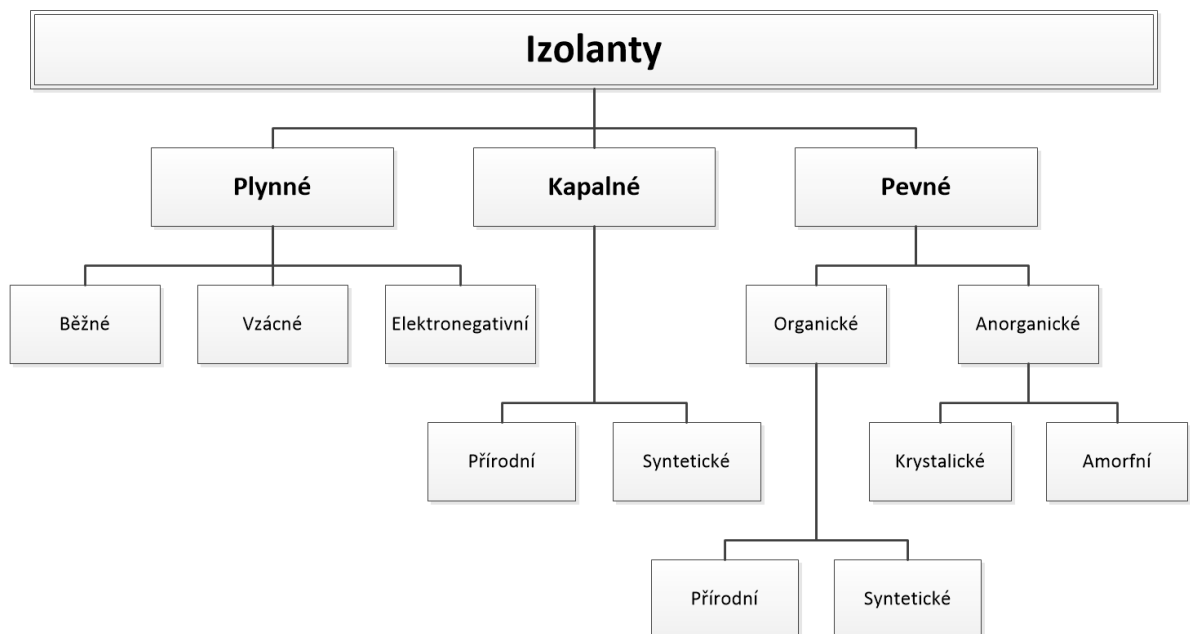 Izolanty
Plynné
Kapalné
Pevné
Běžné
Vzácné
Elektronegativní
Organické
Anorganické
Přírodní
Syntetické
Krystalické
Amorfní
Přírodní
Syntetické